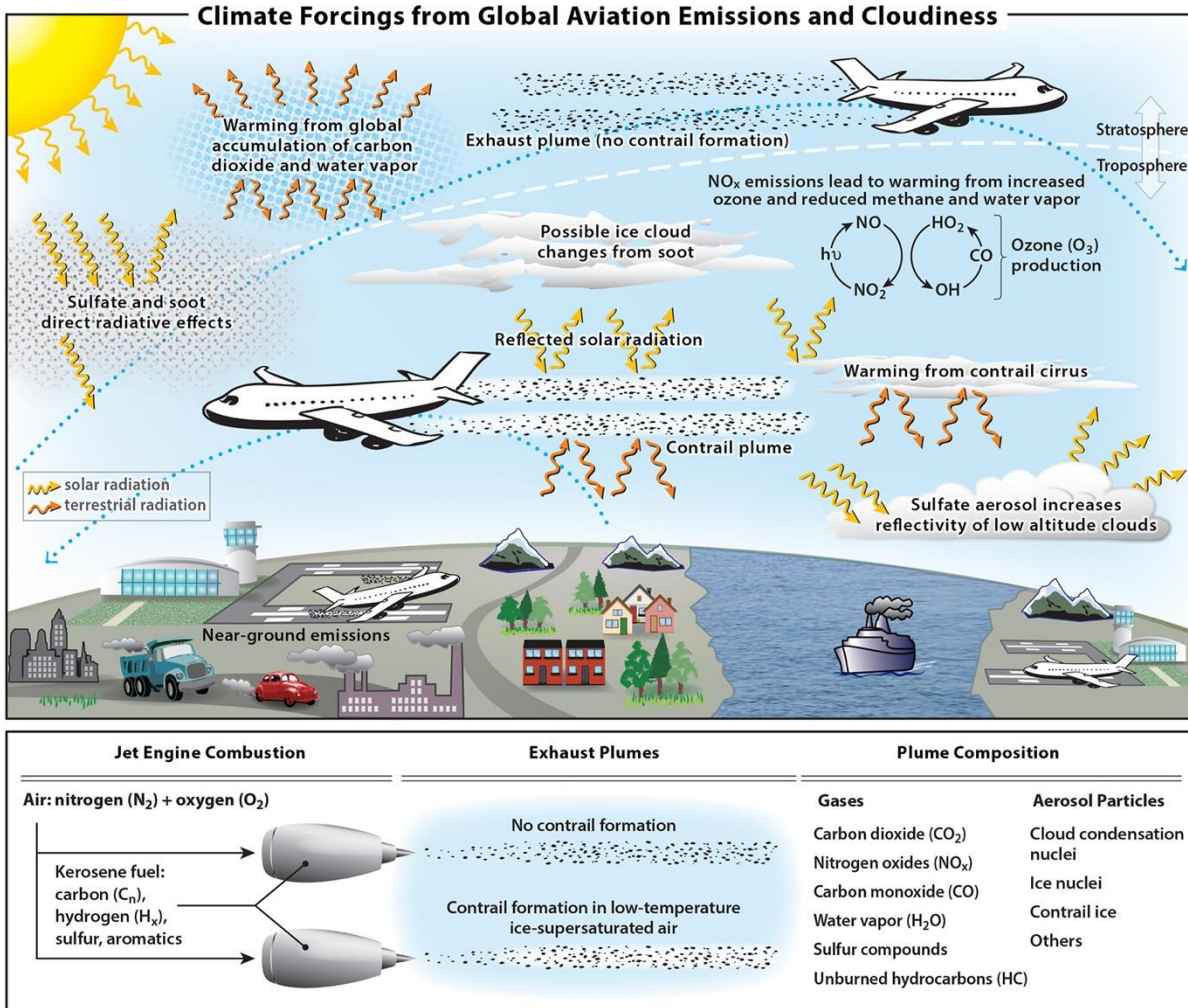 Climate Forcings from Global Aviation Emissions and Cloudiness
Warming from global
accumulation of carbon
dioxide and water vapor
Exhaust plume (no contrail formation)
Stratosphere
Troposphere
NOₓ emissions lead to warming from increased
ozone and reduced methane and water vapor
NO
HO₂
hυ
CO
NO₂
OH
Ozone (O₃)
production
Possible ice cloud
changes from soot
Sulfate and soot
direct radiative effects
Reflected solar radiation
Warming from contrail cirrus
Contrail plume
solar radiation
terrestrial radiation
Sulfate aerosol increases
reflectivity of low altitude clouds
Near-ground emissions
Jet Engine Combustion
Air: nitrogen (N₂) + oxygen (O₂)
Kerosene fuel:
carbon (Cₙ),
hydrogen (Hₓ),
sulfur, aromatics
Exhaust Plumes
No contrail formation
Contrail formation in low-temperature
ice-supersaturated air
Plume Composition
Gases
Carbon dioxide (CO₂)
Nitrogen oxides (NOₓ)
Carbon monoxide (CO)
Water vapor (H₂O)
Sulfur compounds
Unburned hydrocarbons (HC)
Aerosol Particles
Cloud condensation
nuclei
Ice nuclei
Contrail ice
Others